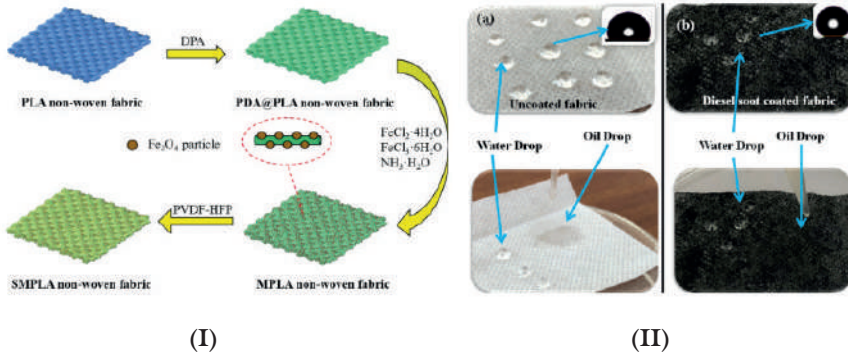 DPA
PLA non-woven fabric
PDA@PLA non-woven fabric
Fe₃O₄ particle
FeCl₂·4H₂O
FeCl₃·6H₂O
NH₃·H₂O
PVDF-HFP
SMPLA non-woven fabric
MPLA non-woven fabric
(I)
(a)
Uncoated fabric
Water Drop
Oil Drop
(b)
Diesel soot coated fabric
Water Drop
Oil Drop
(II)